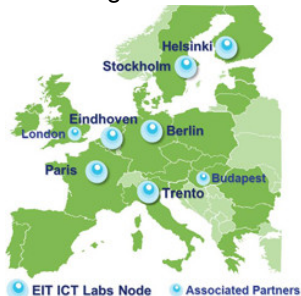 Helsinki
Stockholm
Eindhoven
London
Berlin
Paris
Budapest
Trento
EIT ICT Labs Node
Associated Partners